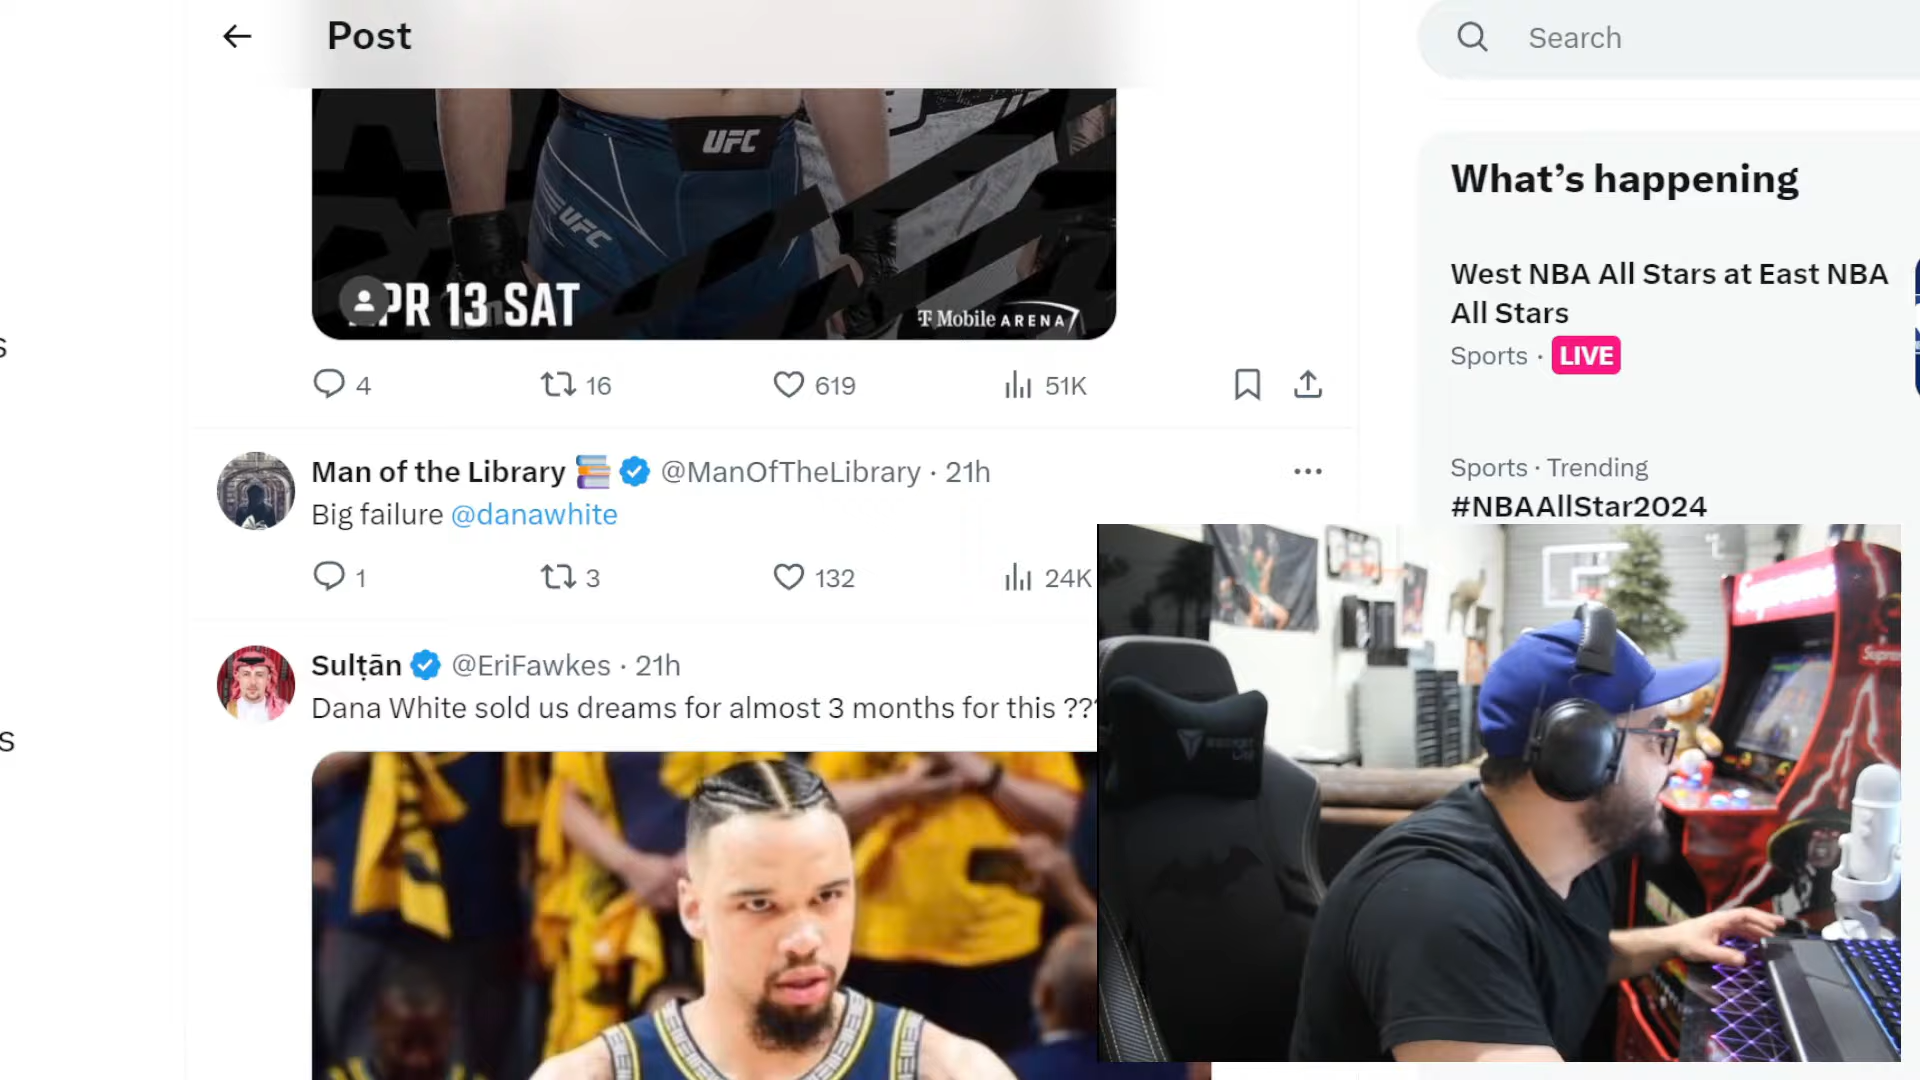 Post
Search
UFC
UFC
PR 13 SAT
T Mobile ARENA
4
16
619
51K
Man of the Library @ManOfTheLibrary · 21h
Big failure @danawhite
1
3
132
24K
Sulṭān @EriFawkes · 21h
Dana White sold us dreams for almost 3 months for this ???
What's happening
West NBA All Stars at East NBA
All Stars
Sports · LIVE
Sports · Trending
#NBAAllStar2024
s
s
Supreme